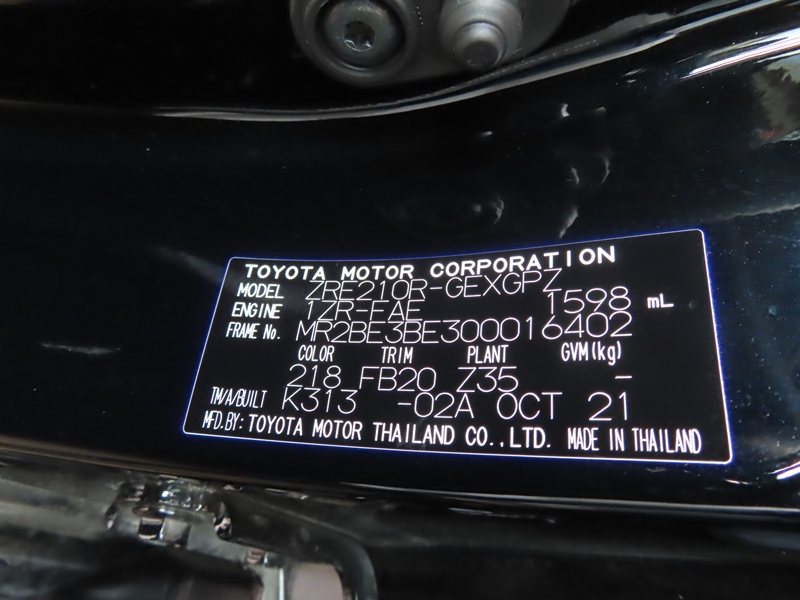 TOYOTA MOTOR CORPORATION
MODEL ZRE210R-GEXGPZ
ENGINE 1ZR-FAE 1598 mL
FRAME No. MR2BE3BE300016402
COLOR TRIM PLANT GVM(kg)
218 FB20 Z35 -
TM/A/BUILT K313 -02A OCT 21
MFD.BY: TOYOTA MOTOR THAILAND CO.,LTD. MADE IN THAILAND